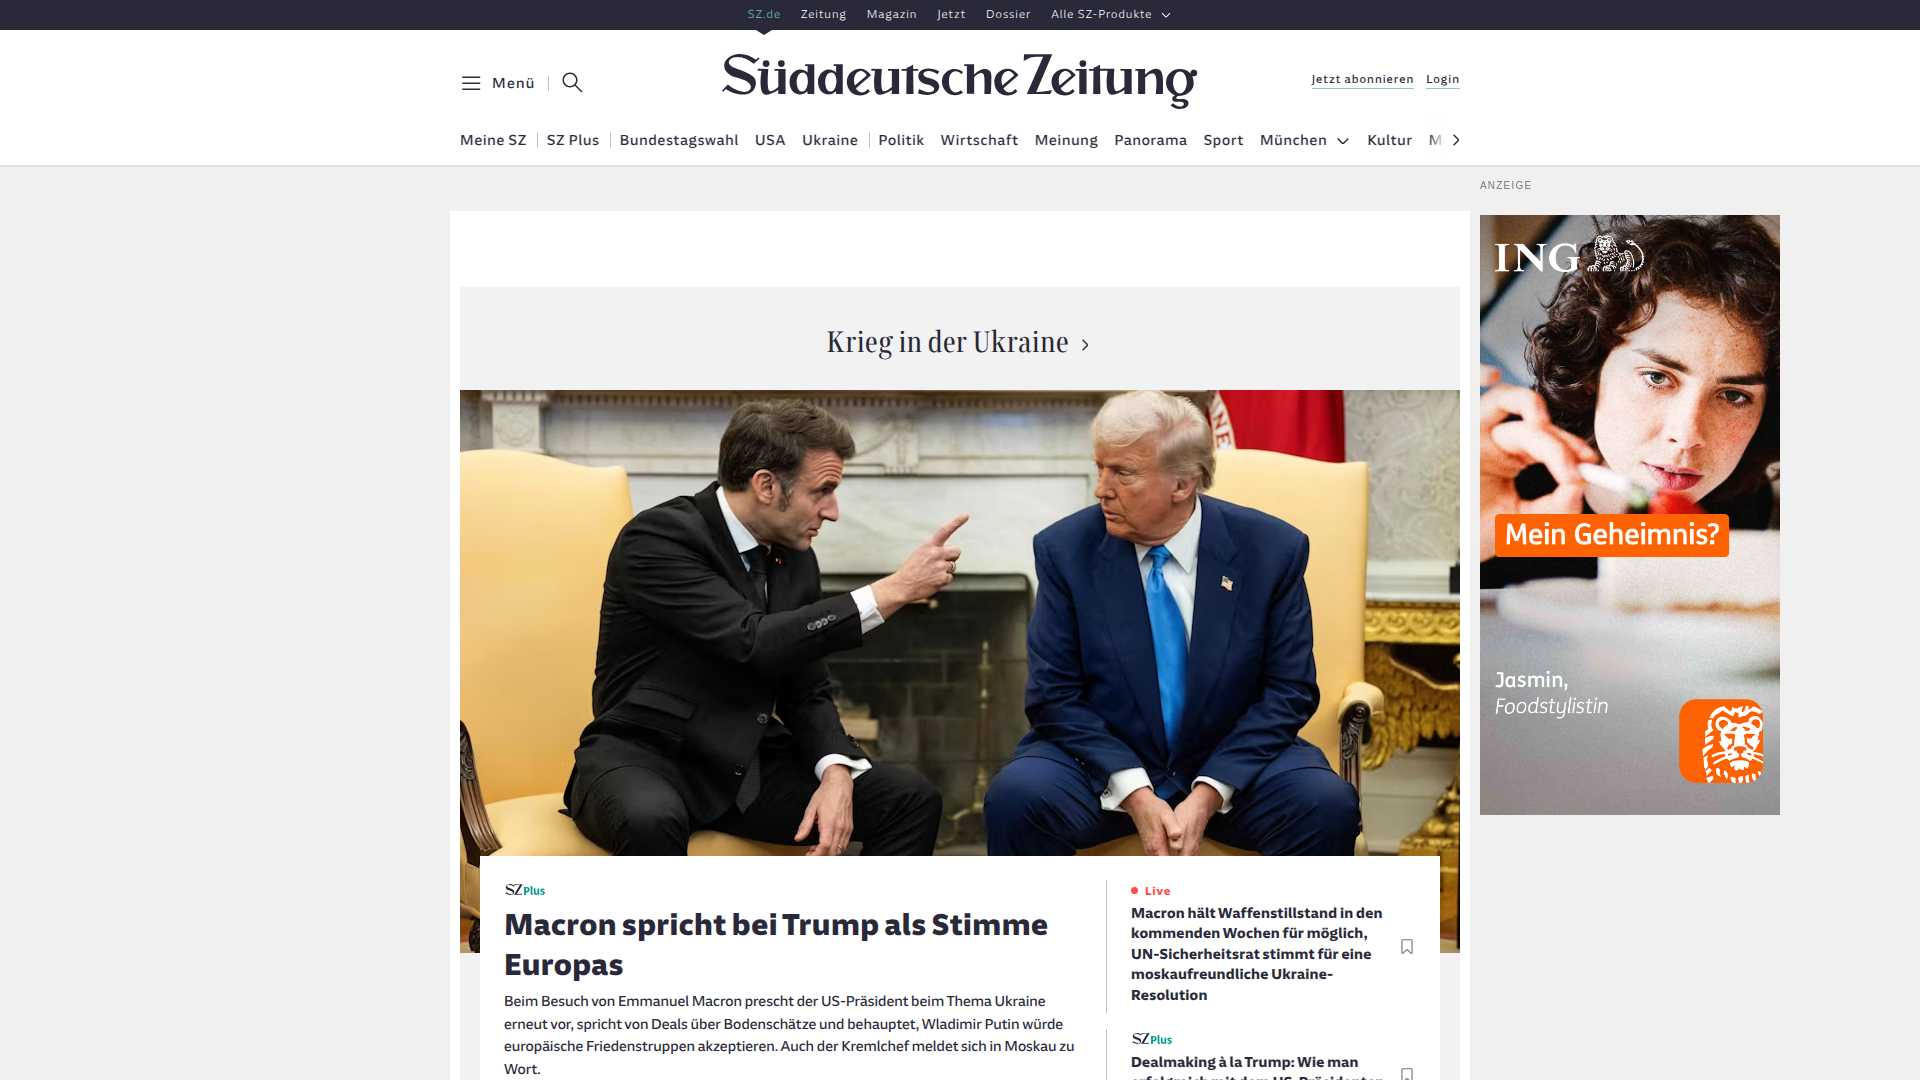 SZ.de Zeitung Magazin Jetzt Dossier Alle SZ-Produkte
Menü
Süddeutsche Zeitung
Jetzt abonnieren Login
Meine SZ SZ Plus Bundestagswahl USA Ukraine Politik Wirtschaft Meinung Panorama Sport München Kultur M
ANZEIGE
ING
Mein Geheimnis?
Jasmin,
Foodstylistin
Krieg in der Ukraine
SZ Plus
Macron spricht bei Trump als Stimme
Europas
Beim Besuch von Emmanuel Macron prescht der US-Präsident beim Thema Ukraine
erneut vor, spricht von Deals über Bodenschätze und behauptet, Wladimir Putin würde
europäische Friedenstruppen akzeptieren. Auch der Kremlchef meldet sich in Moskau zu
Wort.
Live
Macron hält Waffenstillstand in den
kommenden Wochen für möglich,
UN-Sicherheitsrat stimmt für eine
moskaufreundliche Ukraine-
Resolution
SZ Plus
Dealmaking à la Trump: Wie man
erfolgreich mit dem US-Präsidenten